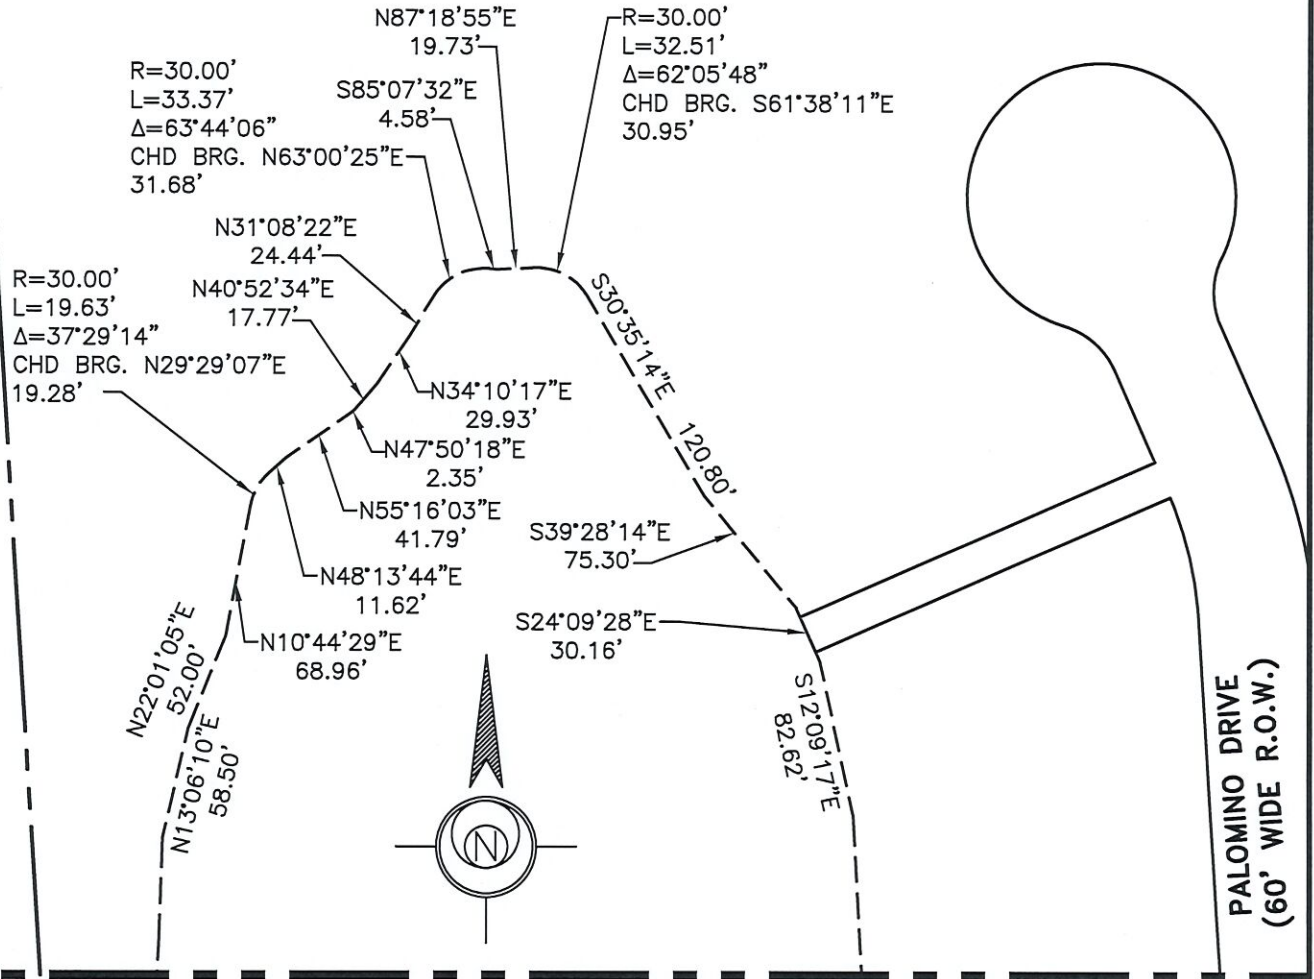 N87°18'55"E
19.73'
R=30.00'
L=32.51'
Δ=62°05'48"
CHD BRG. S61°38'11"E
30.95'
R=30.00'
L=33.37'
Δ=63°44'06"
CHD BRG. N63°00'25"E
31.68'
S85°07'32"E
4.58'
N31°08'22"E
24.44'
R=30.00'
L=19.63'
Δ=37°29'14"
CHD BRG. N29°29'07"E
19.28'
N40°52'34"E
17.77'
S30°35'14"E 120.80'
N34°10'17"E
29.93'
N47°50'18"E
2.35'
N55°16'03"E
41.79'
S39°28'14"E
75.30'
N48°13'44"E
11.62'
S24°09'28"E
30.16'
N10°44'29"E
68.96'
N22°01'05"E
52.00'
N13°06'10"E
58.50'
S12°09'17"E
82.62'
N
PALOMINO DRIVE
(60' WIDE R.O.W.)